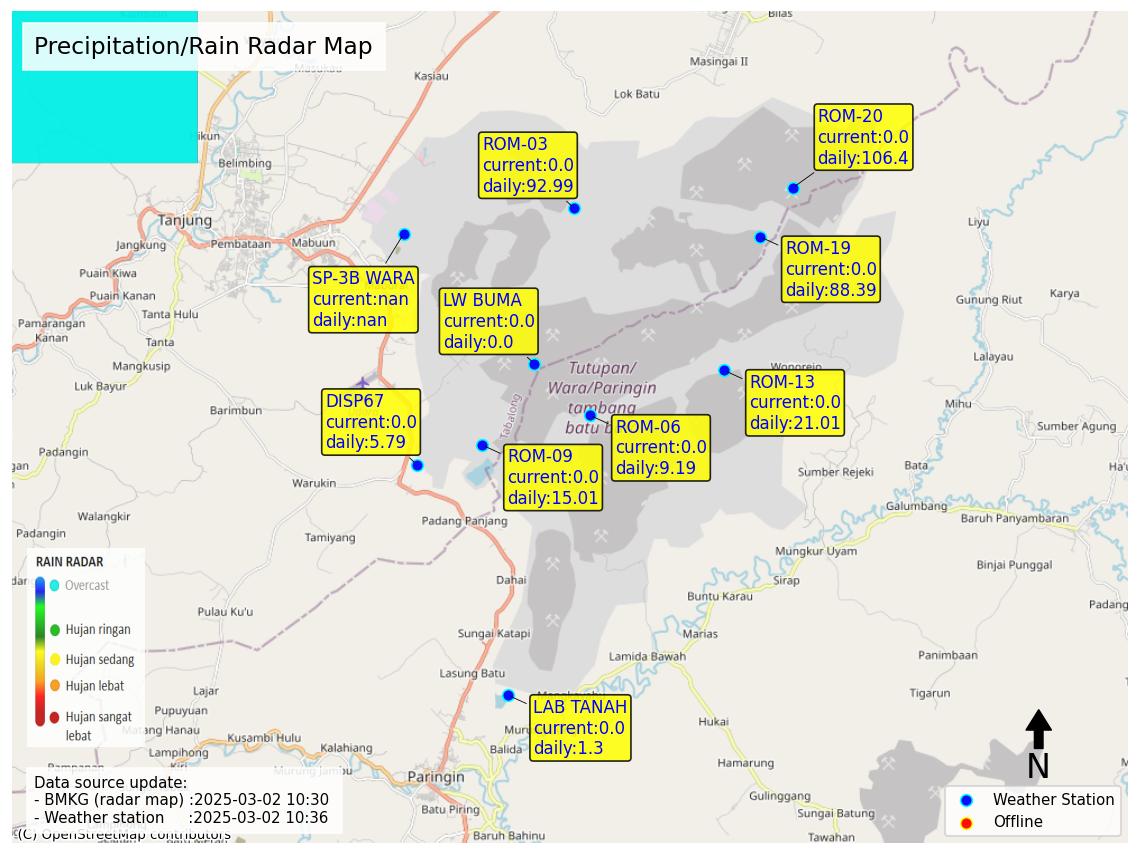 Precipitation/Rain Radar Map
Bilas
Masingai II
Kasiau
Lok Batu
Hikun
Belimbing
Tanjung
Jangkung
Pembataan
Mabuun
Puain Kiwa
Puain Kanan
Tanta Hulu
Pamarangan
Kanan
Tanta
Mangkusip
Luk Bayur
Barimbun
Padangin
Warukin
Walangkir
Padangin
Tamiyang
Padang Panjang
Dahai
Pulau Ku'u
Sungai Katapi
Lasung Batu
Lajar
Pupuyuan
Matang Hanau
Kusambi Hulu
Kalahiang
Lampihong
Murung Jambu
Paringin
Balida
Batu Piring
Baruh Bahinu
Liyu
Gunung Riut
Karya
Lalayau
Mihu
Sumber Agung
Sumber Rejeki
Bata
Galumbang
Baruh Panyambaran
Mungkur Uyam
Binjai Punggal
Sirap
Buntu Karau
Marias
Lamida Bawah
Panimbaan
Tigarun
Hukai
Hamarung
Gulinggang
Sungai Batung
Tawahan
Tabalong
Tutupan/
Wara/Paringin
tambang
batu
ROM-03
current:0.0
daily:92.99
ROM-20
current:0.0
daily:106.4
ROM-19
current:0.0
daily:88.39
SP-3B WARA
current:nan
daily:nan
LW BUMA
current:0.0
daily:0.0
ROM-13
current:0.0
daily:21.01
DISP67
current:0.0
daily:5.79
ROM-06
current:0.0
daily:9.19
ROM-09
current:0.0
daily:15.01
LAB TANAH
current:0.0
daily:1.3
RAIN RADAR
Overcast
Hujan ringan
Hujan sedang
Hujan lebat
Hujan sangat
lebat
Data source update:
- BMKG (radar map) :2025-03-02 10:30
- Weather station :2025-03-02 10:36
(C) OpenStreetMap contributors
N
Weather Station
Offline